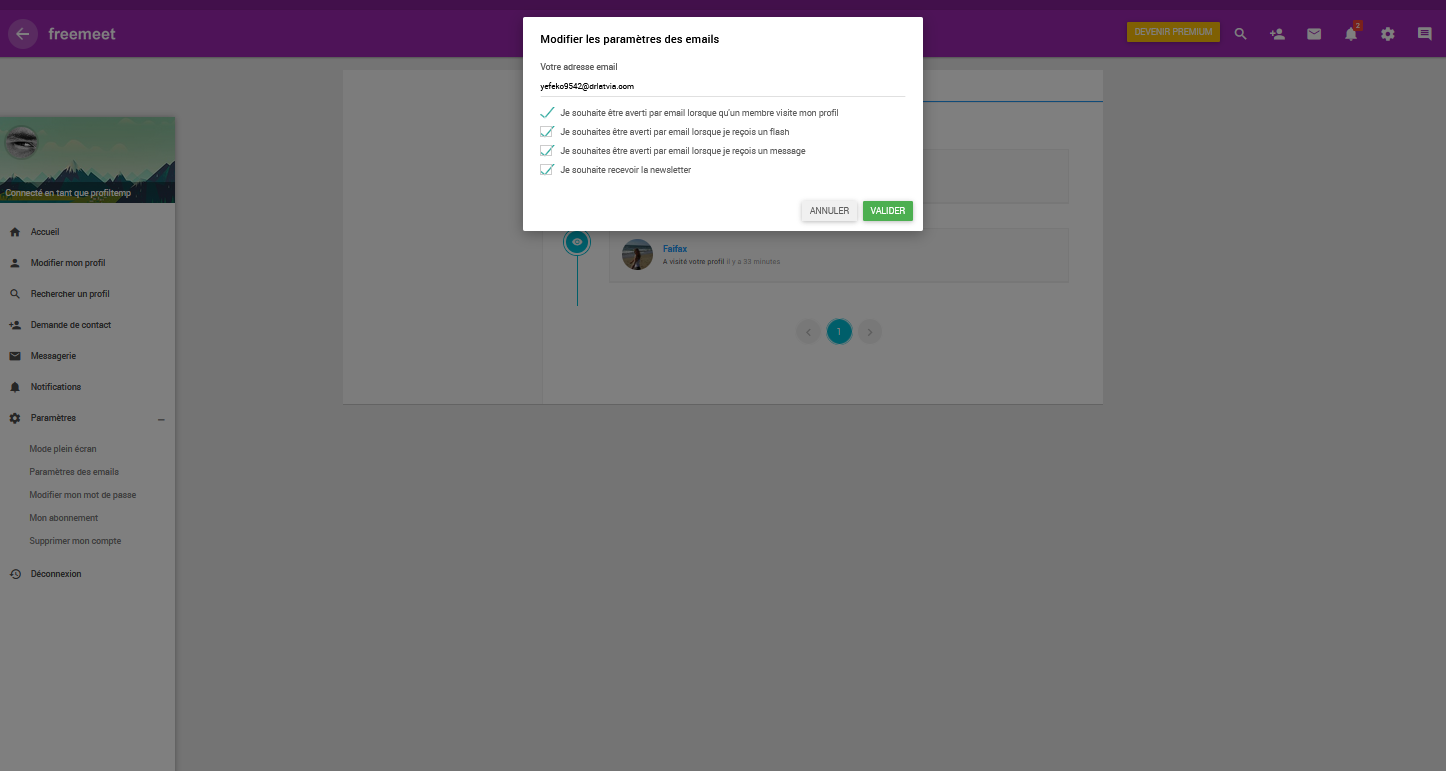 freemeet
DEVENIR PREMIUM
2
Modifier les paramètres des emails
Votre adresse email
yefeko9542@drlatvia.com
Je souhaite être averti par email lorsque qu'un membre visite mon profil
Je souhaites être averti par email lorsque je reçois un flash
Je souhaites être averti par email lorsque je reçois un message
Je souhaite recevoir la newsletter
ANNULER
VALIDER
Connecté en tant que profiltemp
Accueil
Modifier mon profil
Rechercher un profil
Demande de contact
Messagerie
Notifications
Paramètres
Mode plein écran
Paramètres des emails
Modifier mon mot de passe
Mon abonnement
Supprimer mon compte
Déconnexion
Faifax
A visité votre profil il y a 33 minutes
1